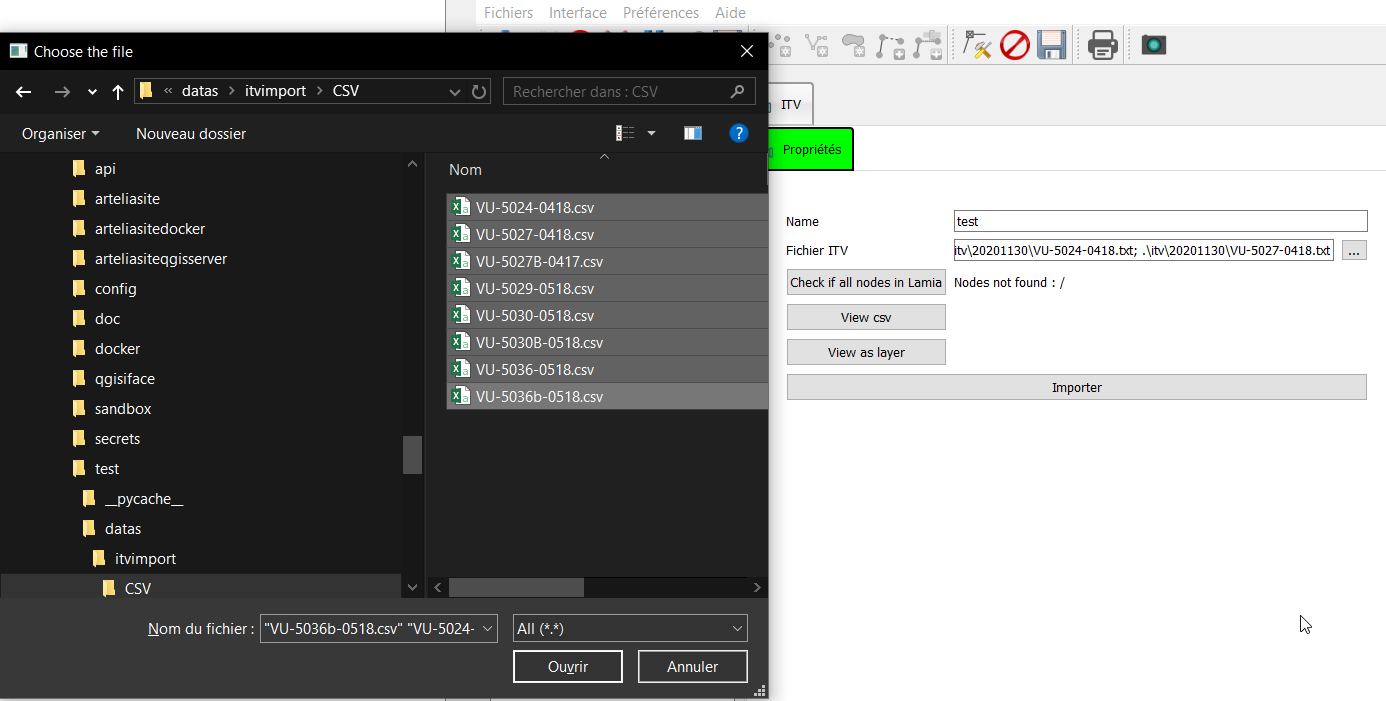 Fichiers Interface Préférences Aide
Choose the file
« datas > itvimport > CSV
Rechercher dans : CSV
Organiser
Nouveau dossier
?
api
arteliasite
arteliasitedocker
arteliasiteqgisserver
config
doc
docker
qgisiface
sandbox
secrets
test
__pycache__
datas
itvimport
CSV
Nom
VU-5024-0418.csv
VU-5027-0418.csv
VU-5027B-0417.csv
VU-5029-0518.csv
VU-5030-0518.csv
VU-5030B-0518.csv
VU-5036-0518.csv
VU-5036b-0518.csv
Nom du fichier :
"VU-5036b-0518.csv" "VU-5024-
All (*.*)
Ouvrir
Annuler
ITV
Propriétés
Name
test
Fichier ITV
itv\20201130\VU-5024-0418.txt; .\itv\20201130\VU-5027-0418.txt
...
Check if all nodes in Lamia
Nodes not found : /
View csv
View as layer
Importer